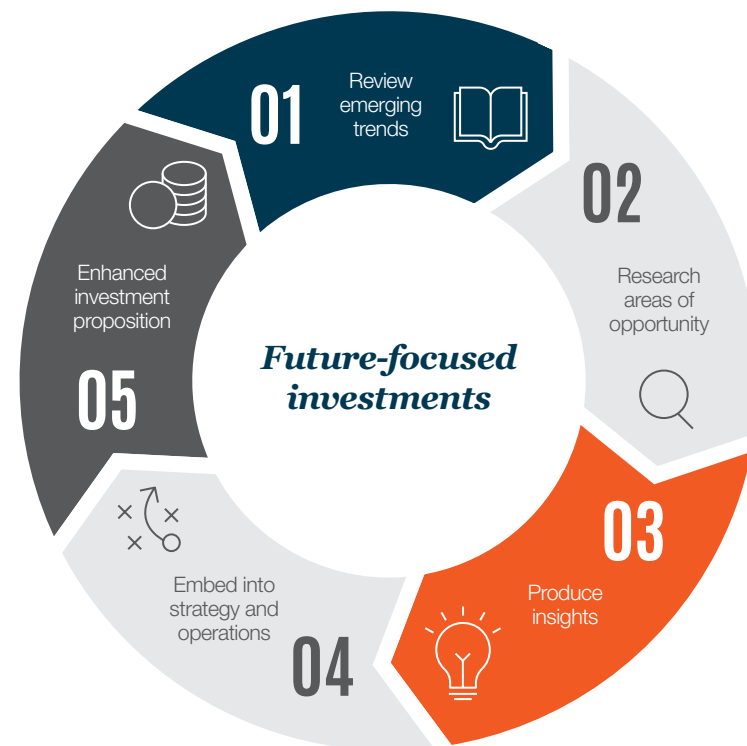 01
Review
emerging
trends
02
Research
areas of
opportunity
03
Produce
insights
04
Embed into
strategy and
operations
05
Enhanced
investment
proposition
Future-focused
investments